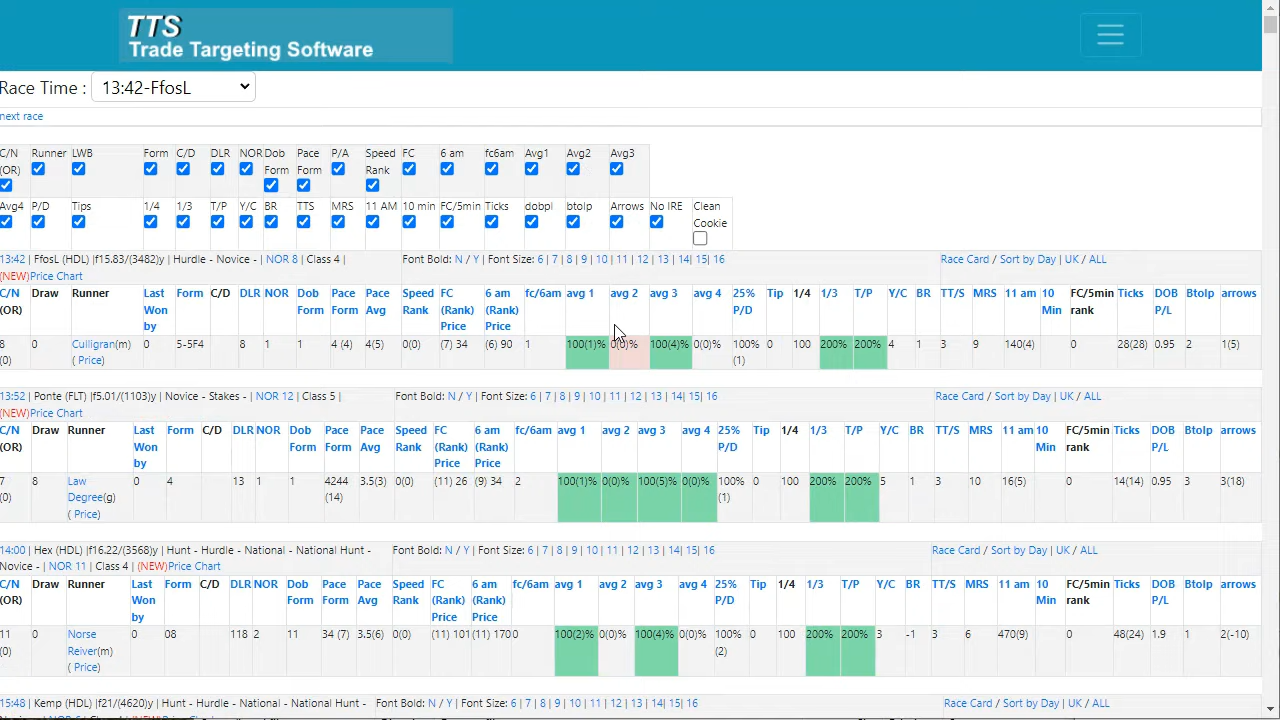 TTS
Trade Targeting Software
Race Time : 13:42-FfosL
next race
C/N (OR) Runner LWB Form C/D DLR NOR Dob Form Pace Form P/A Speed Rank FC 6 am fc6am Avg1 Avg2 Avg3
Avg4 P/D Tips 1/4 1/3 T/P Y/C BR TTS MRS 11 AM 10 min FC/5min Ticks dobpl btolp Arrows No IRE Clean Cookie
13:42 | FfosL (HDL) |f15.83/(3482)y | Hurdle - Novice - | NOR 8 | Class 4 | Font Bold: N / Y | Font Size: 6 | 7 | 8 | 9 | 10 | 11 | 12 | 13 | 14| 15| 16 Race Card / Sort by Day | UK / ALL
(NEW)Price Chart
C/N (OR) Draw Runner Last Won by Form C/D DLR NOR Dob Form Pace Form Pace Avg Speed Rank FC (Rank) Price 6 am (Rank) Price fc/6am avg 1 avg 2 avg 3 avg 4 25% P/D Tip 1/4 1/3 T/P Y/C BR TT/S MRS 11 am 10 Min FC/5min rank Ticks DOB P/L Btolp arrows
8 (0) 0 Culligran(m) ( Price) 0 5-5F4 8 1 1 4 (4) 4(5) 0(0) (7) 34 (6) 90 1 100(1)% 0(0)% 100(4)% 0(0)% 100% (1) 0 100 200% 200% 4 1 3 9 140(4) 0 28(28) 0.95 2 1(5)
13:52 | Ponte (FLT) |f5.01/(1103)y | Novice - Stakes - | NOR 12 | Class 5 | Font Bold: N / Y | Font Size: 6 | 7 | 8 | 9 | 10 | 11 | 12 | 13 | 14| 15| 16 Race Card / Sort by Day | UK / ALL
(NEW)Price Chart
C/N (OR) Draw Runner Last Won by Form C/D DLR NOR Dob Form Pace Form Pace Avg Speed Rank FC (Rank) Price 6 am (Rank) Price fc/6am avg 1 avg 2 avg 3 avg 4 25% P/D Tip 1/4 1/3 T/P Y/C BR TT/S MRS 11 am 10 Min FC/5min rank Ticks DOB P/L Btolp arrows
7 (0) 8 Law Degree(g) ( Price) 0 4 13 1 1 4244 (14) 3.5(3) 0(0) (11) 26 (9) 34 2 100(1)% 0(0)% 100(5)% 0(0)% 100% (1) 0 100 200% 200% 5 1 3 10 16(5) 0 14(14) 0.95 3 3(18)
14:00 | Hex (HDL) |f16.22/(3568)y | Hunt - Hurdle - National - National Hunt - Font Bold: N / Y | Font Size: 6 | 7 | 8 | 9 | 10 | 11 | 12 | 13 | 14| 15| 16 Race Card / Sort by Day | UK / ALL
Novice - | NOR 11 | Class 4 | (NEW)Price Chart
C/N (OR) Draw Runner Last Won by Form C/D DLR NOR Dob Form Pace Form Pace Avg Speed Rank FC (Rank) Price 6 am (Rank) Price fc/6am avg 1 avg 2 avg 3 avg 4 25% P/D Tip 1/4 1/3 T/P Y/C BR TT/S MRS 11 am 10 Min FC/5min rank Ticks DOB P/L Btolp arrows
11 (0) 0 Norse Reiver(m) ( Price) 0 08 118 2 11 34 (7) 3.5(6) 0(0) (11) 101 (11) 170 0 100(2)% 0(0)% 100(4)% 0(0)% 100% (2) 0 100 200% 200% 3 -1 3 6 470(9) 0 48(24) 1.9 1 2(-10)
15:48 | Kemp (HDL) |f21/(4620)y | Hunt - Hurdle - National - National Hunt - Font Bold: N / Y | Font Size: 6 | 7 | 8 | 9 | 10 | 11 | 12 | 13 | 14| 15| 16 Race Card / Sort by Day | UK / ALL